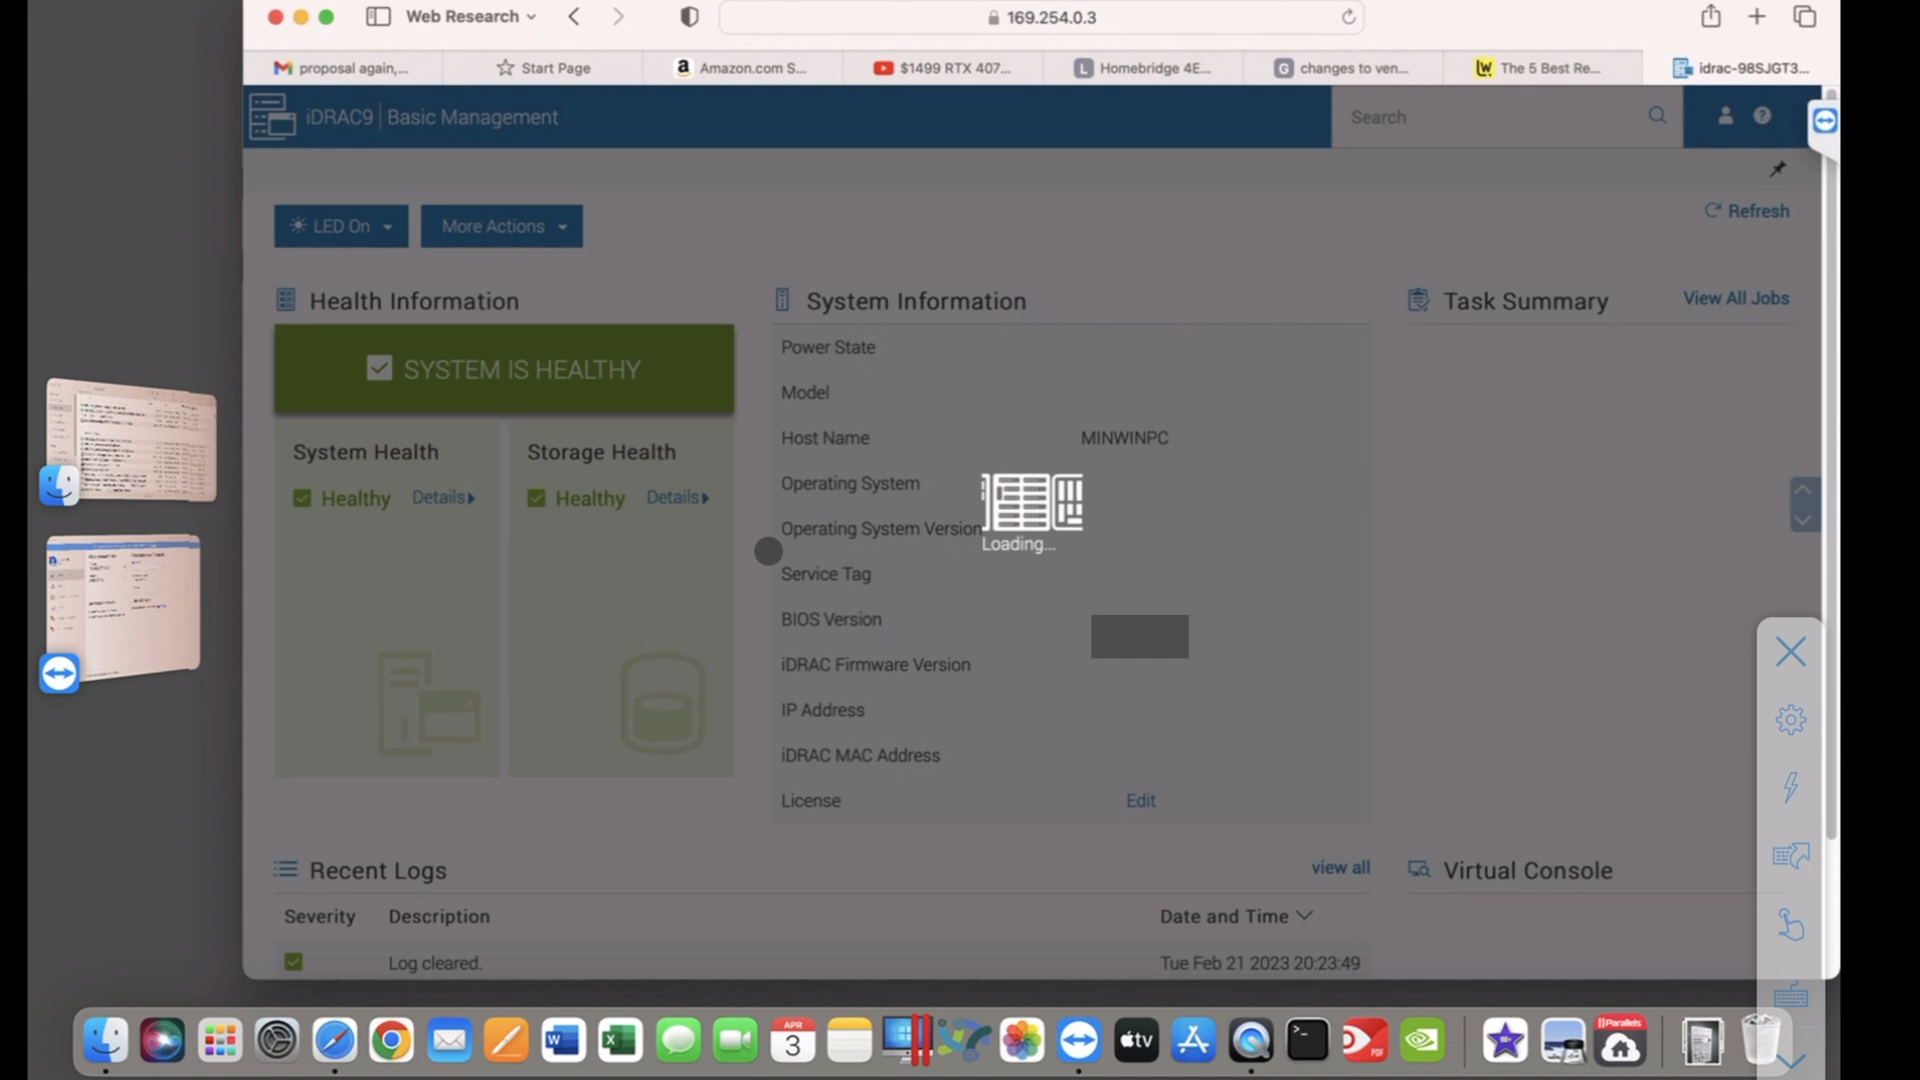 Web Research
169.254.0.3
proposal again,...
Start Page
Amazon.com S...
$1499 RTX 407...
L Homebridge 4E...
G changes to ven...
W The 5 Best Re...
idrac-98SJGT3...
iDRAC9 | Basic Management
Search
LED On
More Actions
Refresh
Health Information
SYSTEM IS HEALTHY
System Health
Healthy Details
Storage Health
Healthy Details
System Information
Power State
Model
Host Name MINWINPC
Operating System
Operating System Version
Loading...
Service Tag
BIOS Version
iDRAC Firmware Version
IP Address
iDRAC MAC Address
License Edit
Task Summary
View All Jobs
Recent Logs
view all
Severity Description Date and Time
Log cleared. Tue Feb 21 2023 20:23:49
Virtual Console
APR
3
tv
PDF
Parallels